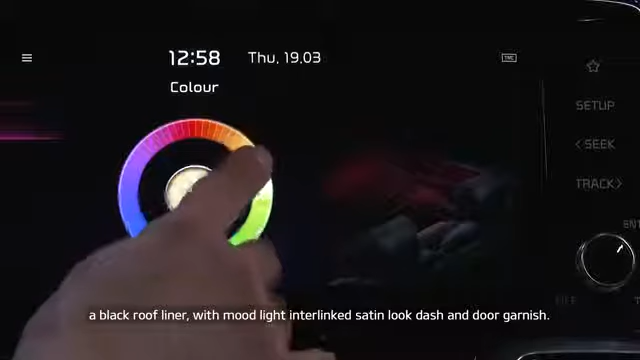 12:58 Thu, 19.03
Colour
SETUP
< SEEK
TRACK >
a black roof liner, with mood light interlinked satin look dash and door garnish.